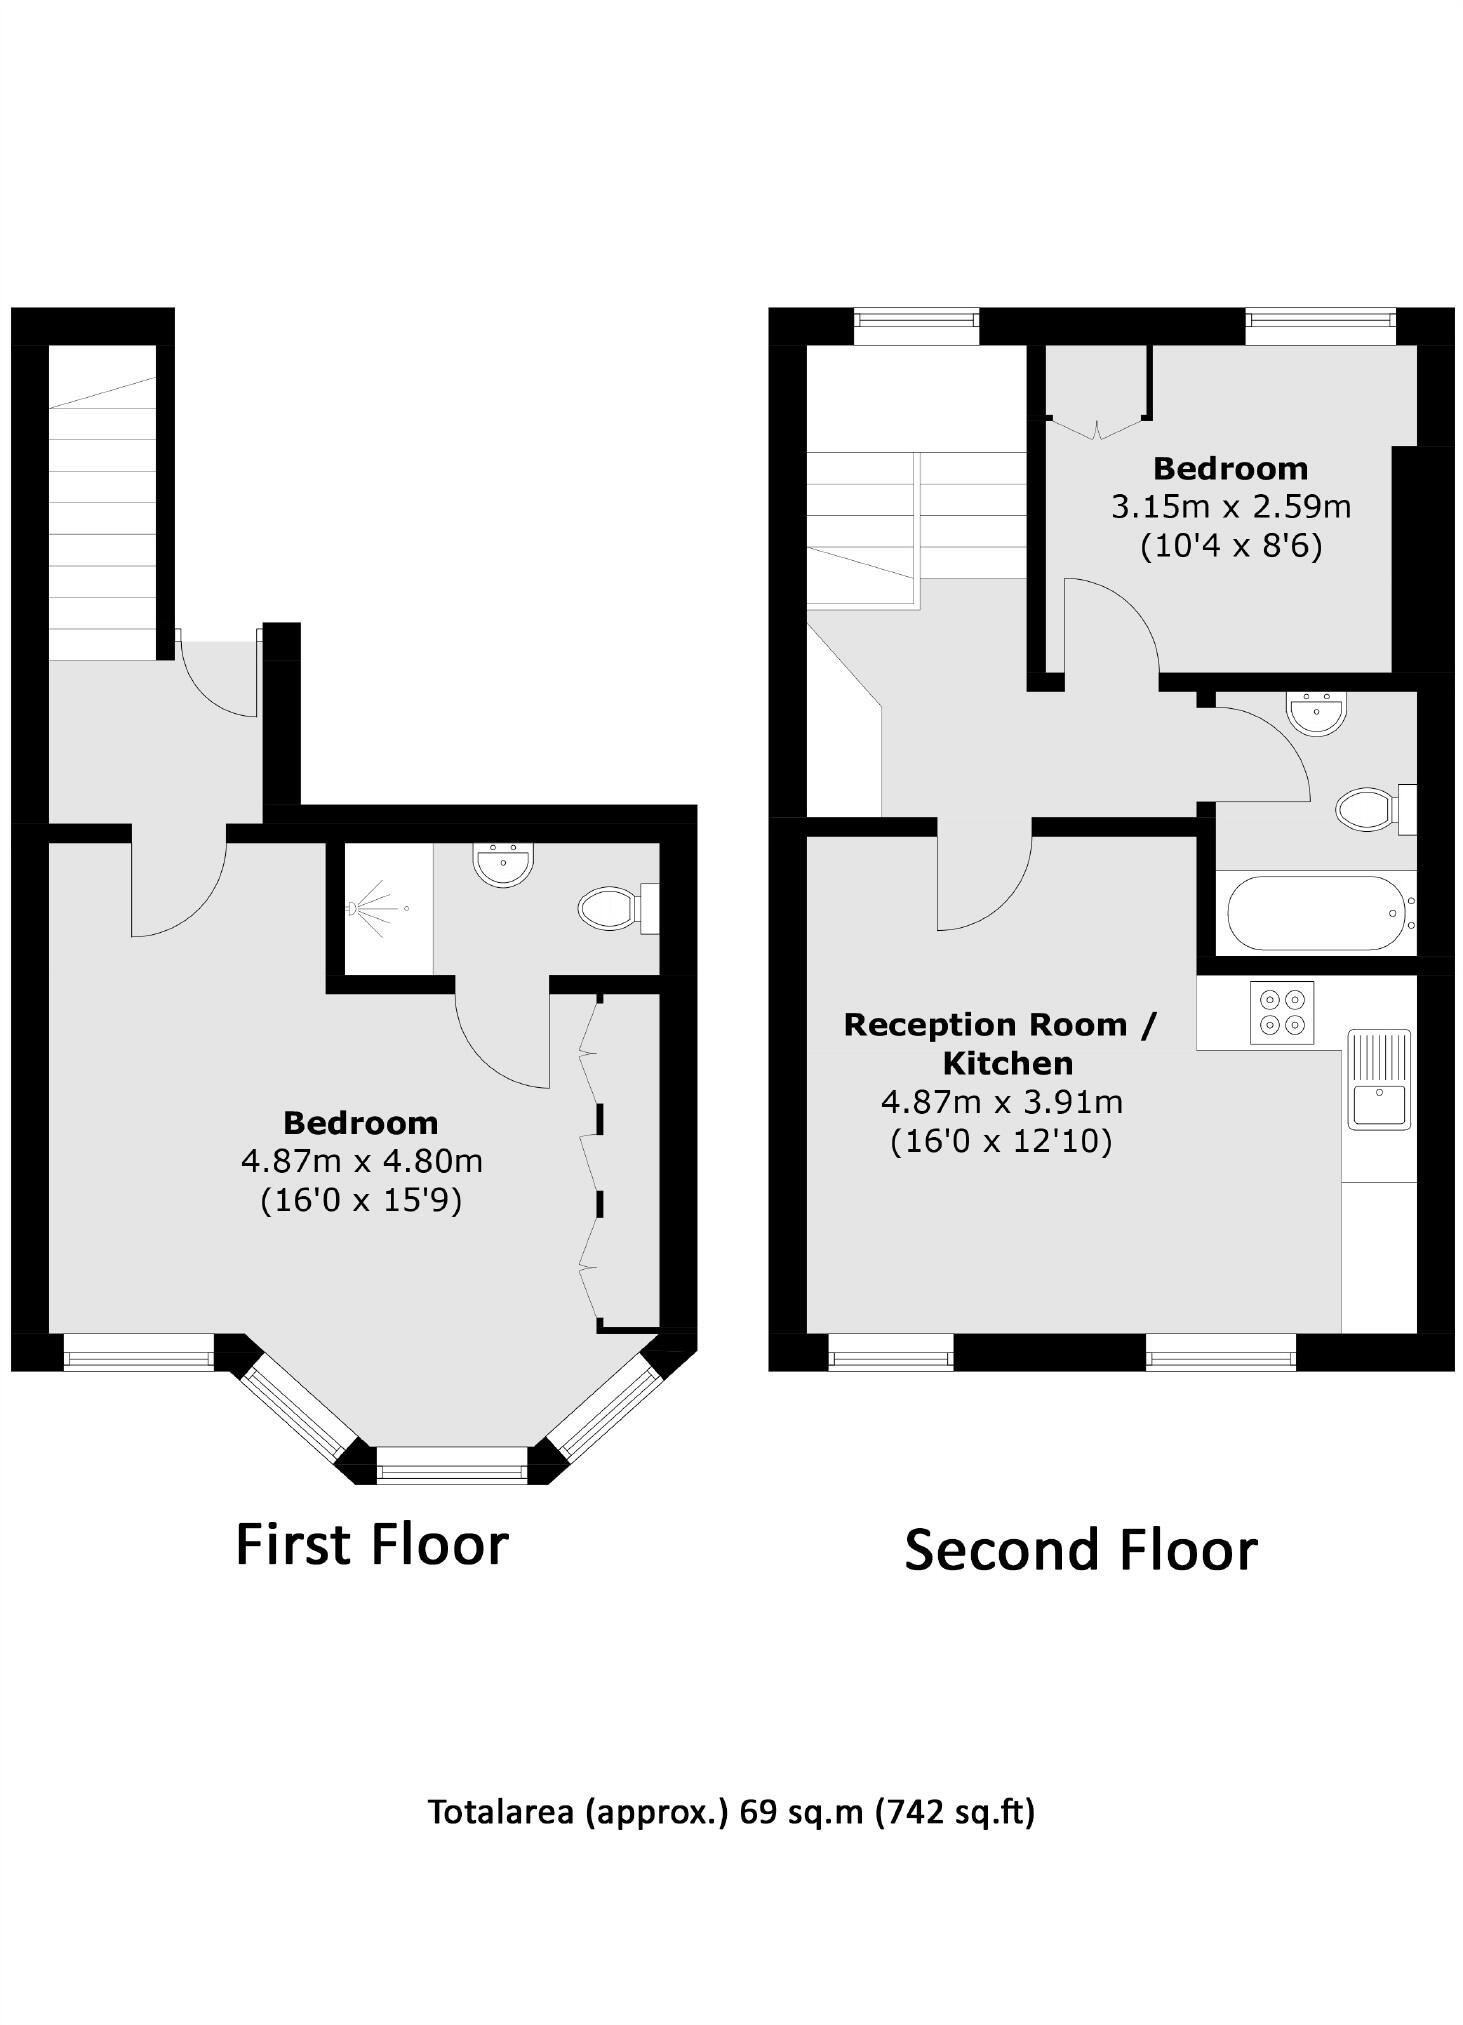 Bedroom
3.15m x 2.59m
(10'4 x 8'6)
Reception Room /
Kitchen
4.87m x 3.91m
(16'0 x 12'10)
Bedroom
4.87m x 4.80m
(16'0 x 15'9)
First Floor
Second Floor
Totalarea (approx.) 69 sq.m (742 sq.ft)